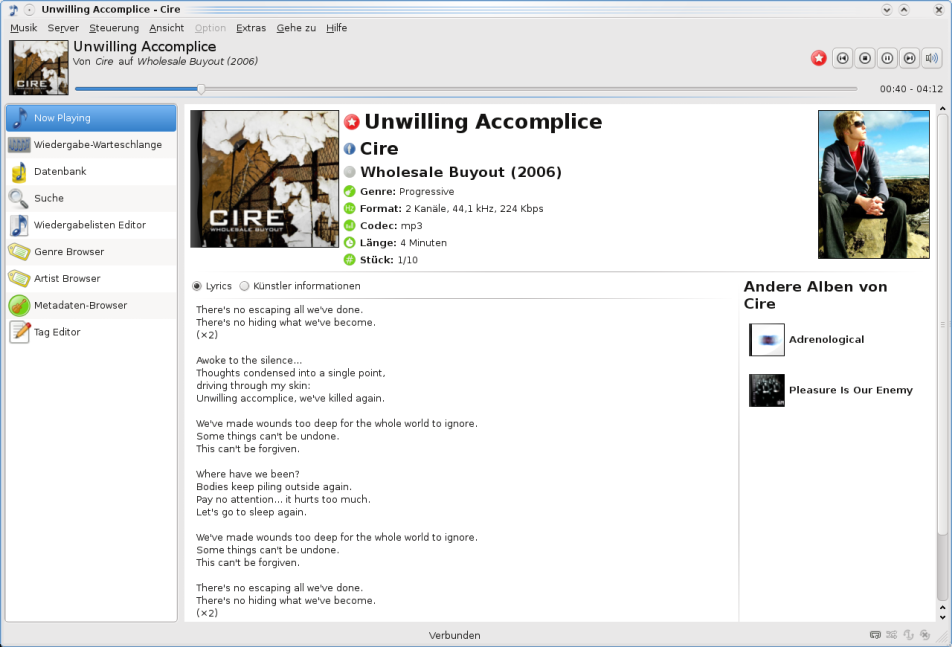 Unwilling Accomplice - Cire
Musik Server Steuerung Ansicht Option Extras Gehe zu Hilfe
CIRE
Unwilling Accomplice
Von Cire auf Wholesale Buyout (2006)
00:40 - 04:12
Now Playing
Wiedergabe-Warteschlange
Datenbank
Suche
Wiedergabelisten Editor
Genre Browser
Artist Browser
Metadaten-Browser
Tag Editor
CIRE
WHOLESALE BUYOUT
Unwilling Accomplice
Cire
Wholesale Buyout (2006)
Genre: Progressive
Format: 2 Kanäle, 44,1 kHz, 224 Kbps
Codec: mp3
Länge: 4 Minuten
# Stück: 1/10
Lyrics Künstler informationen
There's no escaping all we've done.
There's no hiding what we've become.
(×2)
Awoke to the silence...
Thoughts condensed into a single point,
driving through my skin:
Unwilling accomplice, we've killed again.
We've made wounds too deep for the whole world to ignore.
Some things can't be undone.
This can't be forgiven.
Where have we been?
Bodies keep piling outside again.
Pay no attention... it hurts too much.
Let's go to sleep again.
We've made wounds too deep for the whole world to ignore.
Some things can't be undone.
This can't be forgiven.
There's no escaping all we've done.
There's no hiding what we've become.
(×2)
Andere Alben von
Cire
Adrenological
Pleasure Is Our Enemy
Verbunden